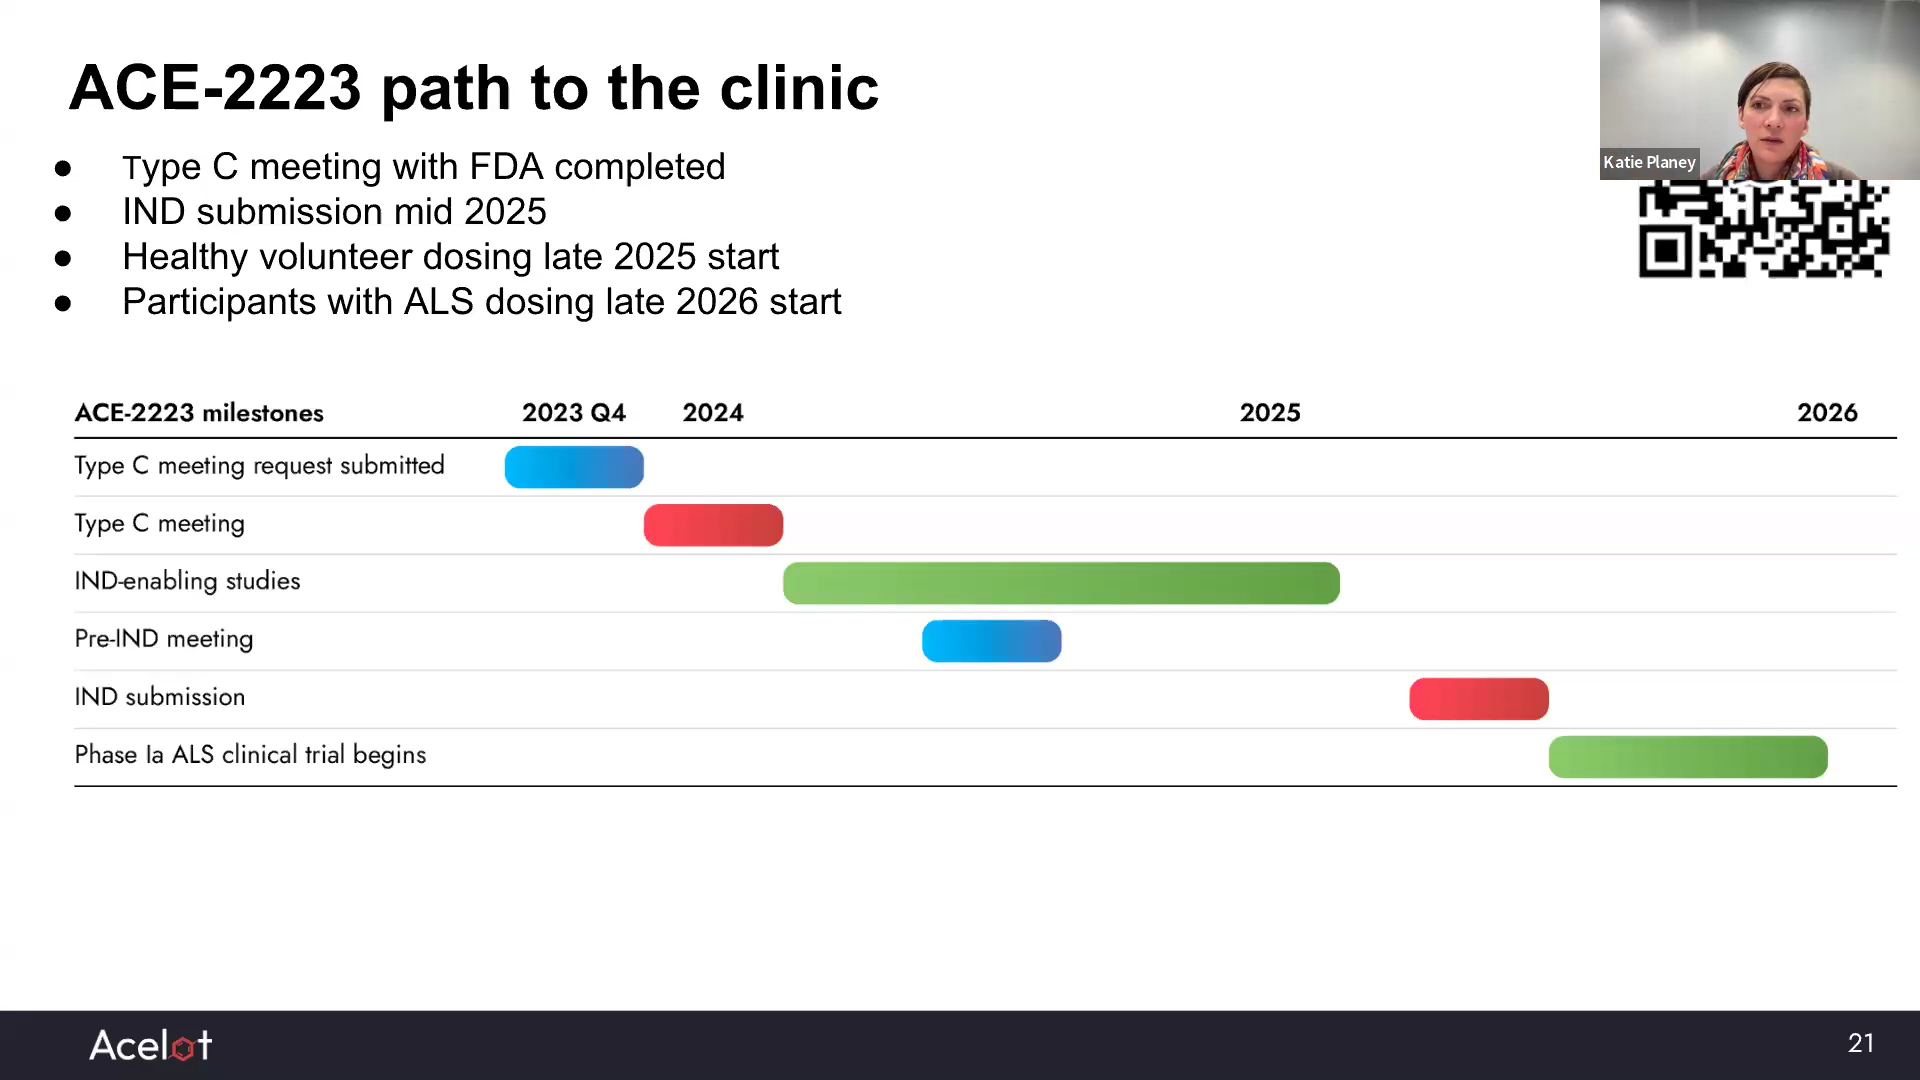 ACE-2223 path to the clinic
Katie Planey
● Type C meeting with FDA completed
● IND submission mid 2025
● Healthy volunteer dosing late 2025 start
● Participants with ALS dosing late 2026 start
ACE-2223 milestones 2023 Q4 2024 2025 2026
Type C meeting request submitted
Type C meeting
IND-enabling studies
Pre-IND meeting
IND submission
Phase Ia ALS clinical trial begins
Acelot
21